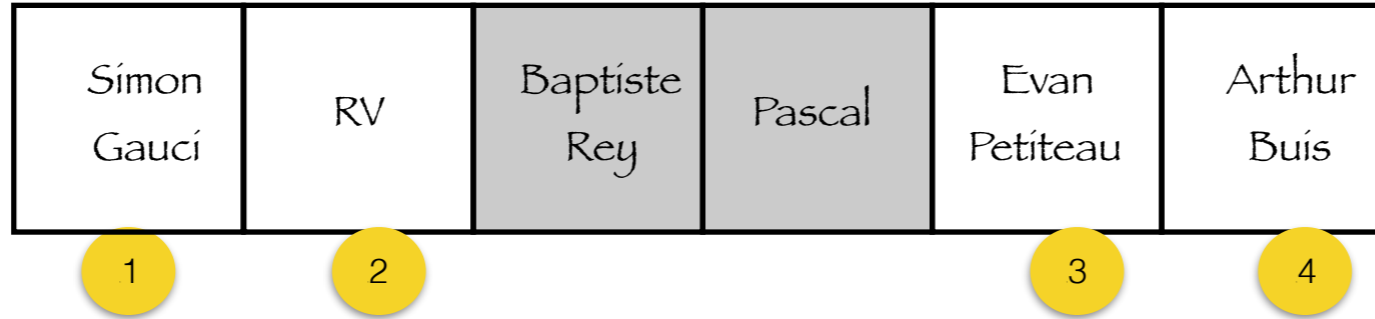 Simon
Gauci
RV
Baptiste
Rey
Pascal
Evan
Petiteau
Arthur
Buis
1
2
3
4